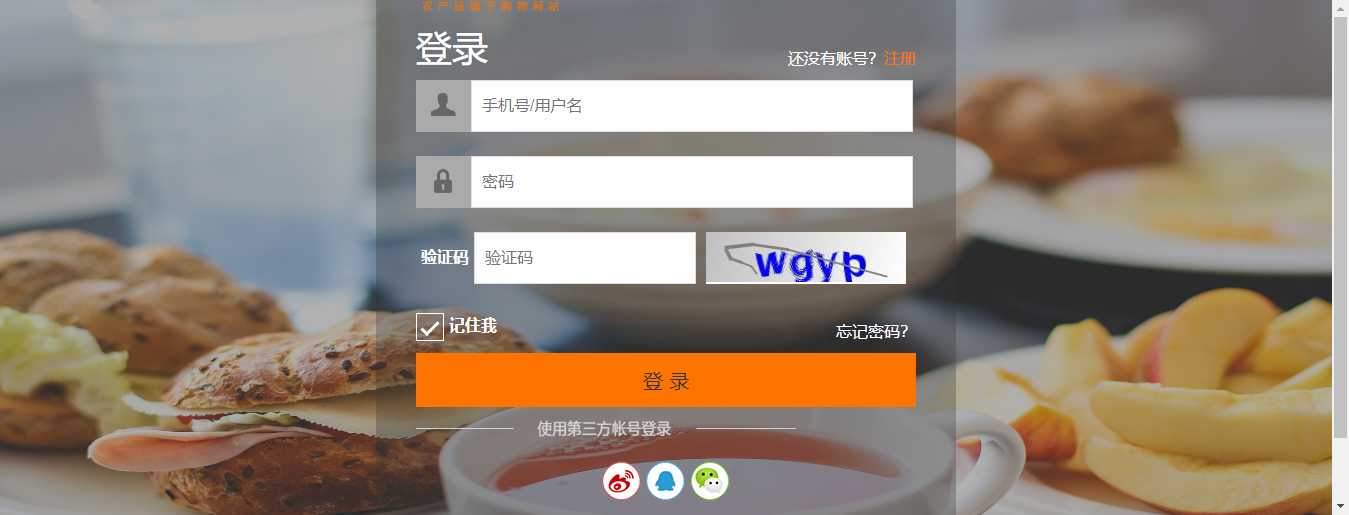 农产品旗下购物网站
登录
还没有账号？注册
手机号/用户名
密码
验证码 验证码 wgyp
记住我
忘记密码？
登 录
使用第三方帐号登录